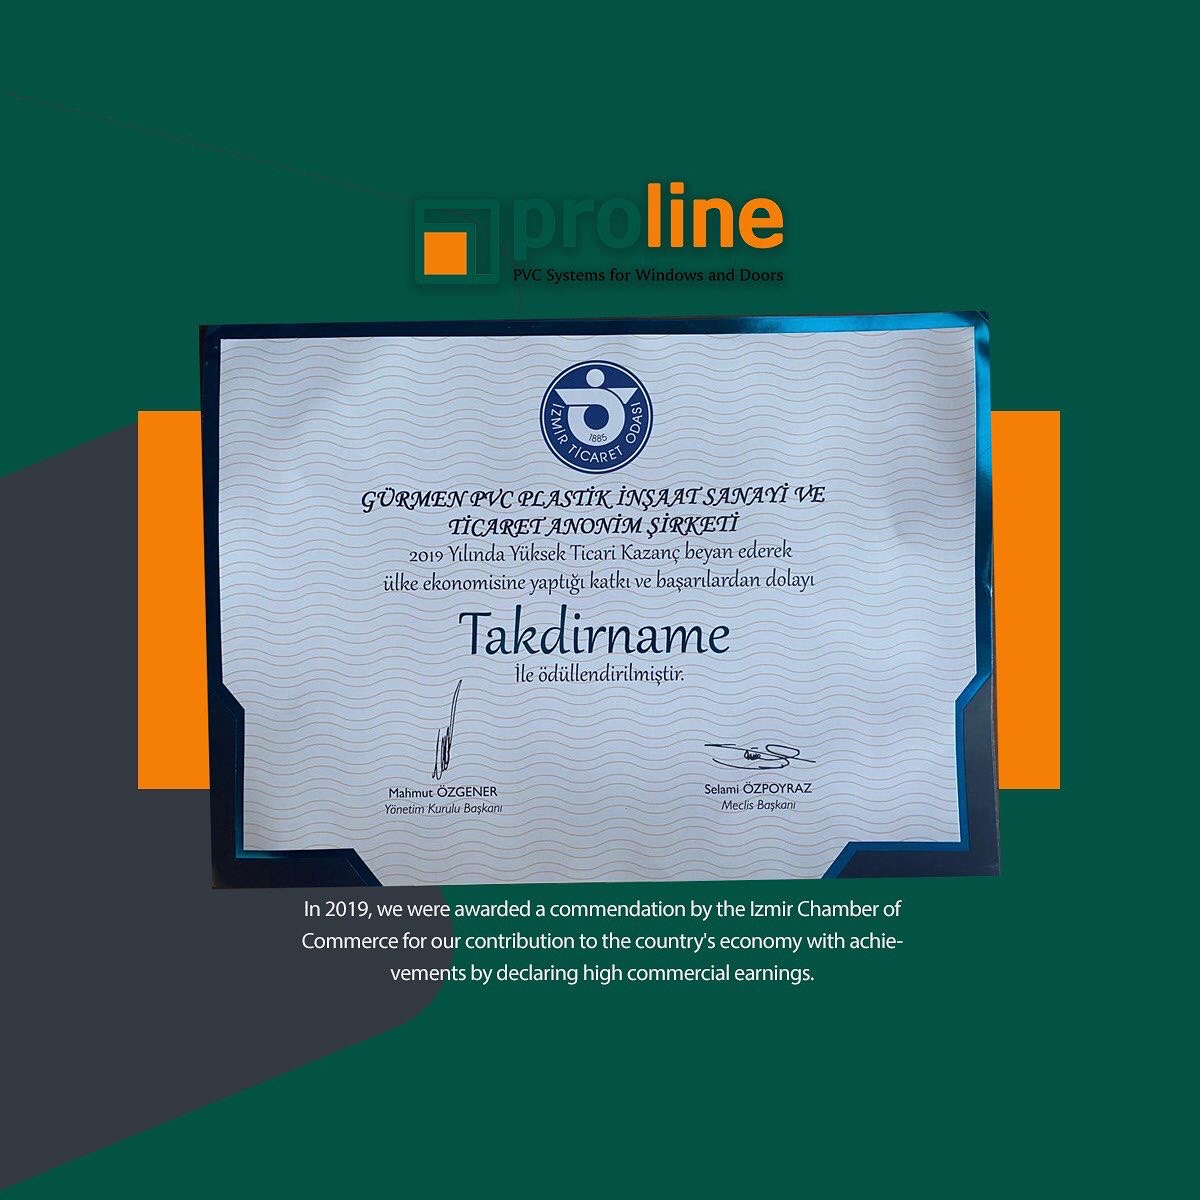 proline
PVC Systems for Windows and Doors
İZMİR TİCARET ODASI
1885
GÜRMEN PVC PLASTİK İNŞAAT SANAYİ VE
TİCARET ANONİM ŞİRKETİ
2019 Yılında Yüksek Ticari Kazanç beyan ederek
ülke ekonomisine yaptığı katkı ve başarılardan dolayı
Takdirname
İle ödüllendirilmiştir.
Mahmut ÖZGENER
Yönetim Kurulu Başkanı
Selami ÖZPOYRAZ
Meclis Başkanı
In 2019, we were awarded a commendation by the Izmir Chamber of
Commerce for our contribution to the country's economy with achie-
vements by declaring high commercial earnings.